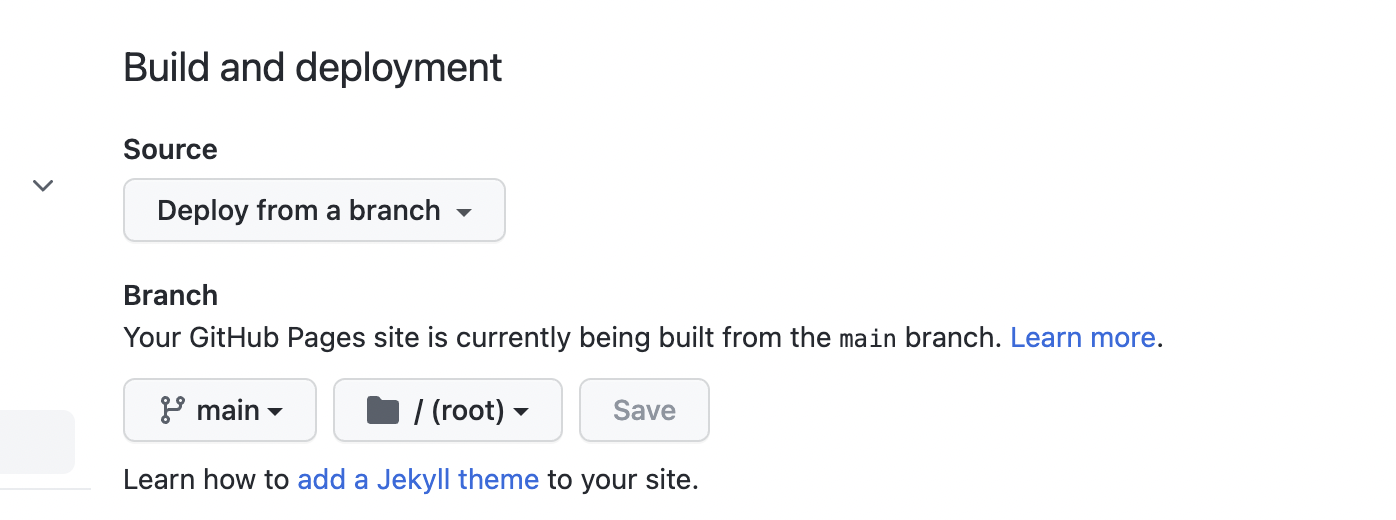 Build and deployment
Source
Deploy from a branch
Branch
Your GitHub Pages site is currently being built from the main branch. Learn more.
main / (root) Save
Learn how to add a Jekyll theme to your site.